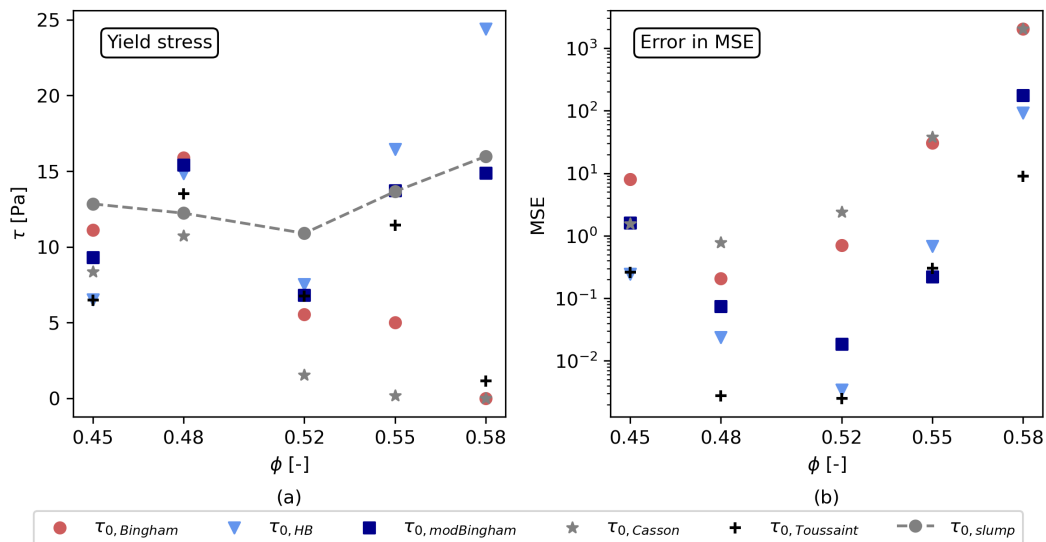 Yield stress
25
20
15
10
5
0
τ [Pa]
0.45 0.48 0.52 0.55 0.58
ϕ [-]
(a)
Error in MSE
10³
10²
10¹
10⁰
10⁻¹
10⁻²
MSE
0.45 0.48 0.52 0.55 0.58
ϕ [-]
(b)
τ0, Bingham τ0, HB τ0, modBingham τ0, Casson τ0, Toussaint τ0, slump